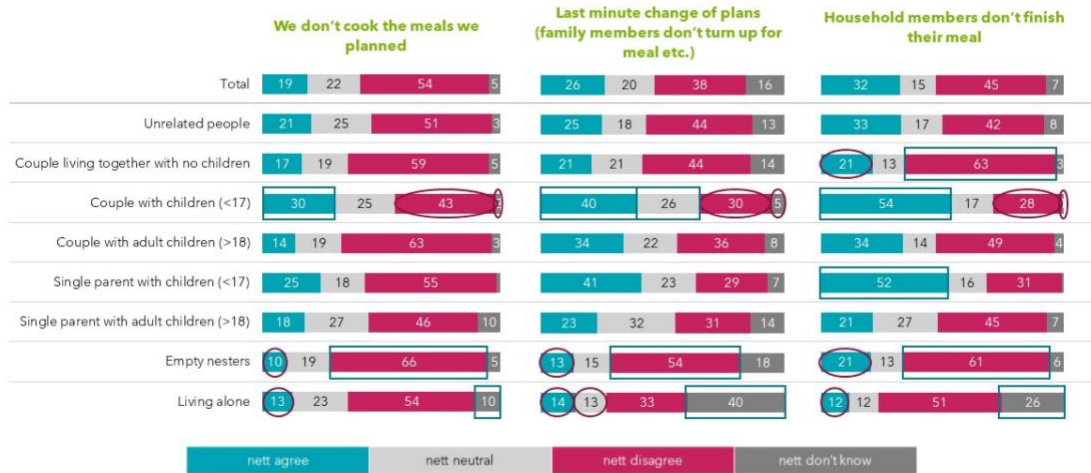 We don't cook the meals we planned
Last minute change of plans (family members don't turn up for meal etc.)
Household members don't finish their meal
Total 19 22 54 5 26 20 38 16 32 15 45 7
Unrelated people 21 25 51 3 25 18 44 13 33 17 42 8
Couple living together with no children 17 19 59 5 21 21 44 14 21 13 63 3
Couple with children (<17) 30 25 43 40 26 30 5 54 17 28
Couple with adult children (>18) 14 19 63 3 34 22 36 8 34 14 49 4
Single parent with children (<17) 25 18 55 41 23 29 7 52 16 31
Single parent with adult children (>18) 18 27 46 10 23 32 31 14 21 27 45 7
Empty nesters 10 19 66 5 13 15 54 18 21 13 61 6
Living alone 13 23 54 10 14 13 33 40 12 12 51 26
nett agree nett neutral nett disagree nett don't know